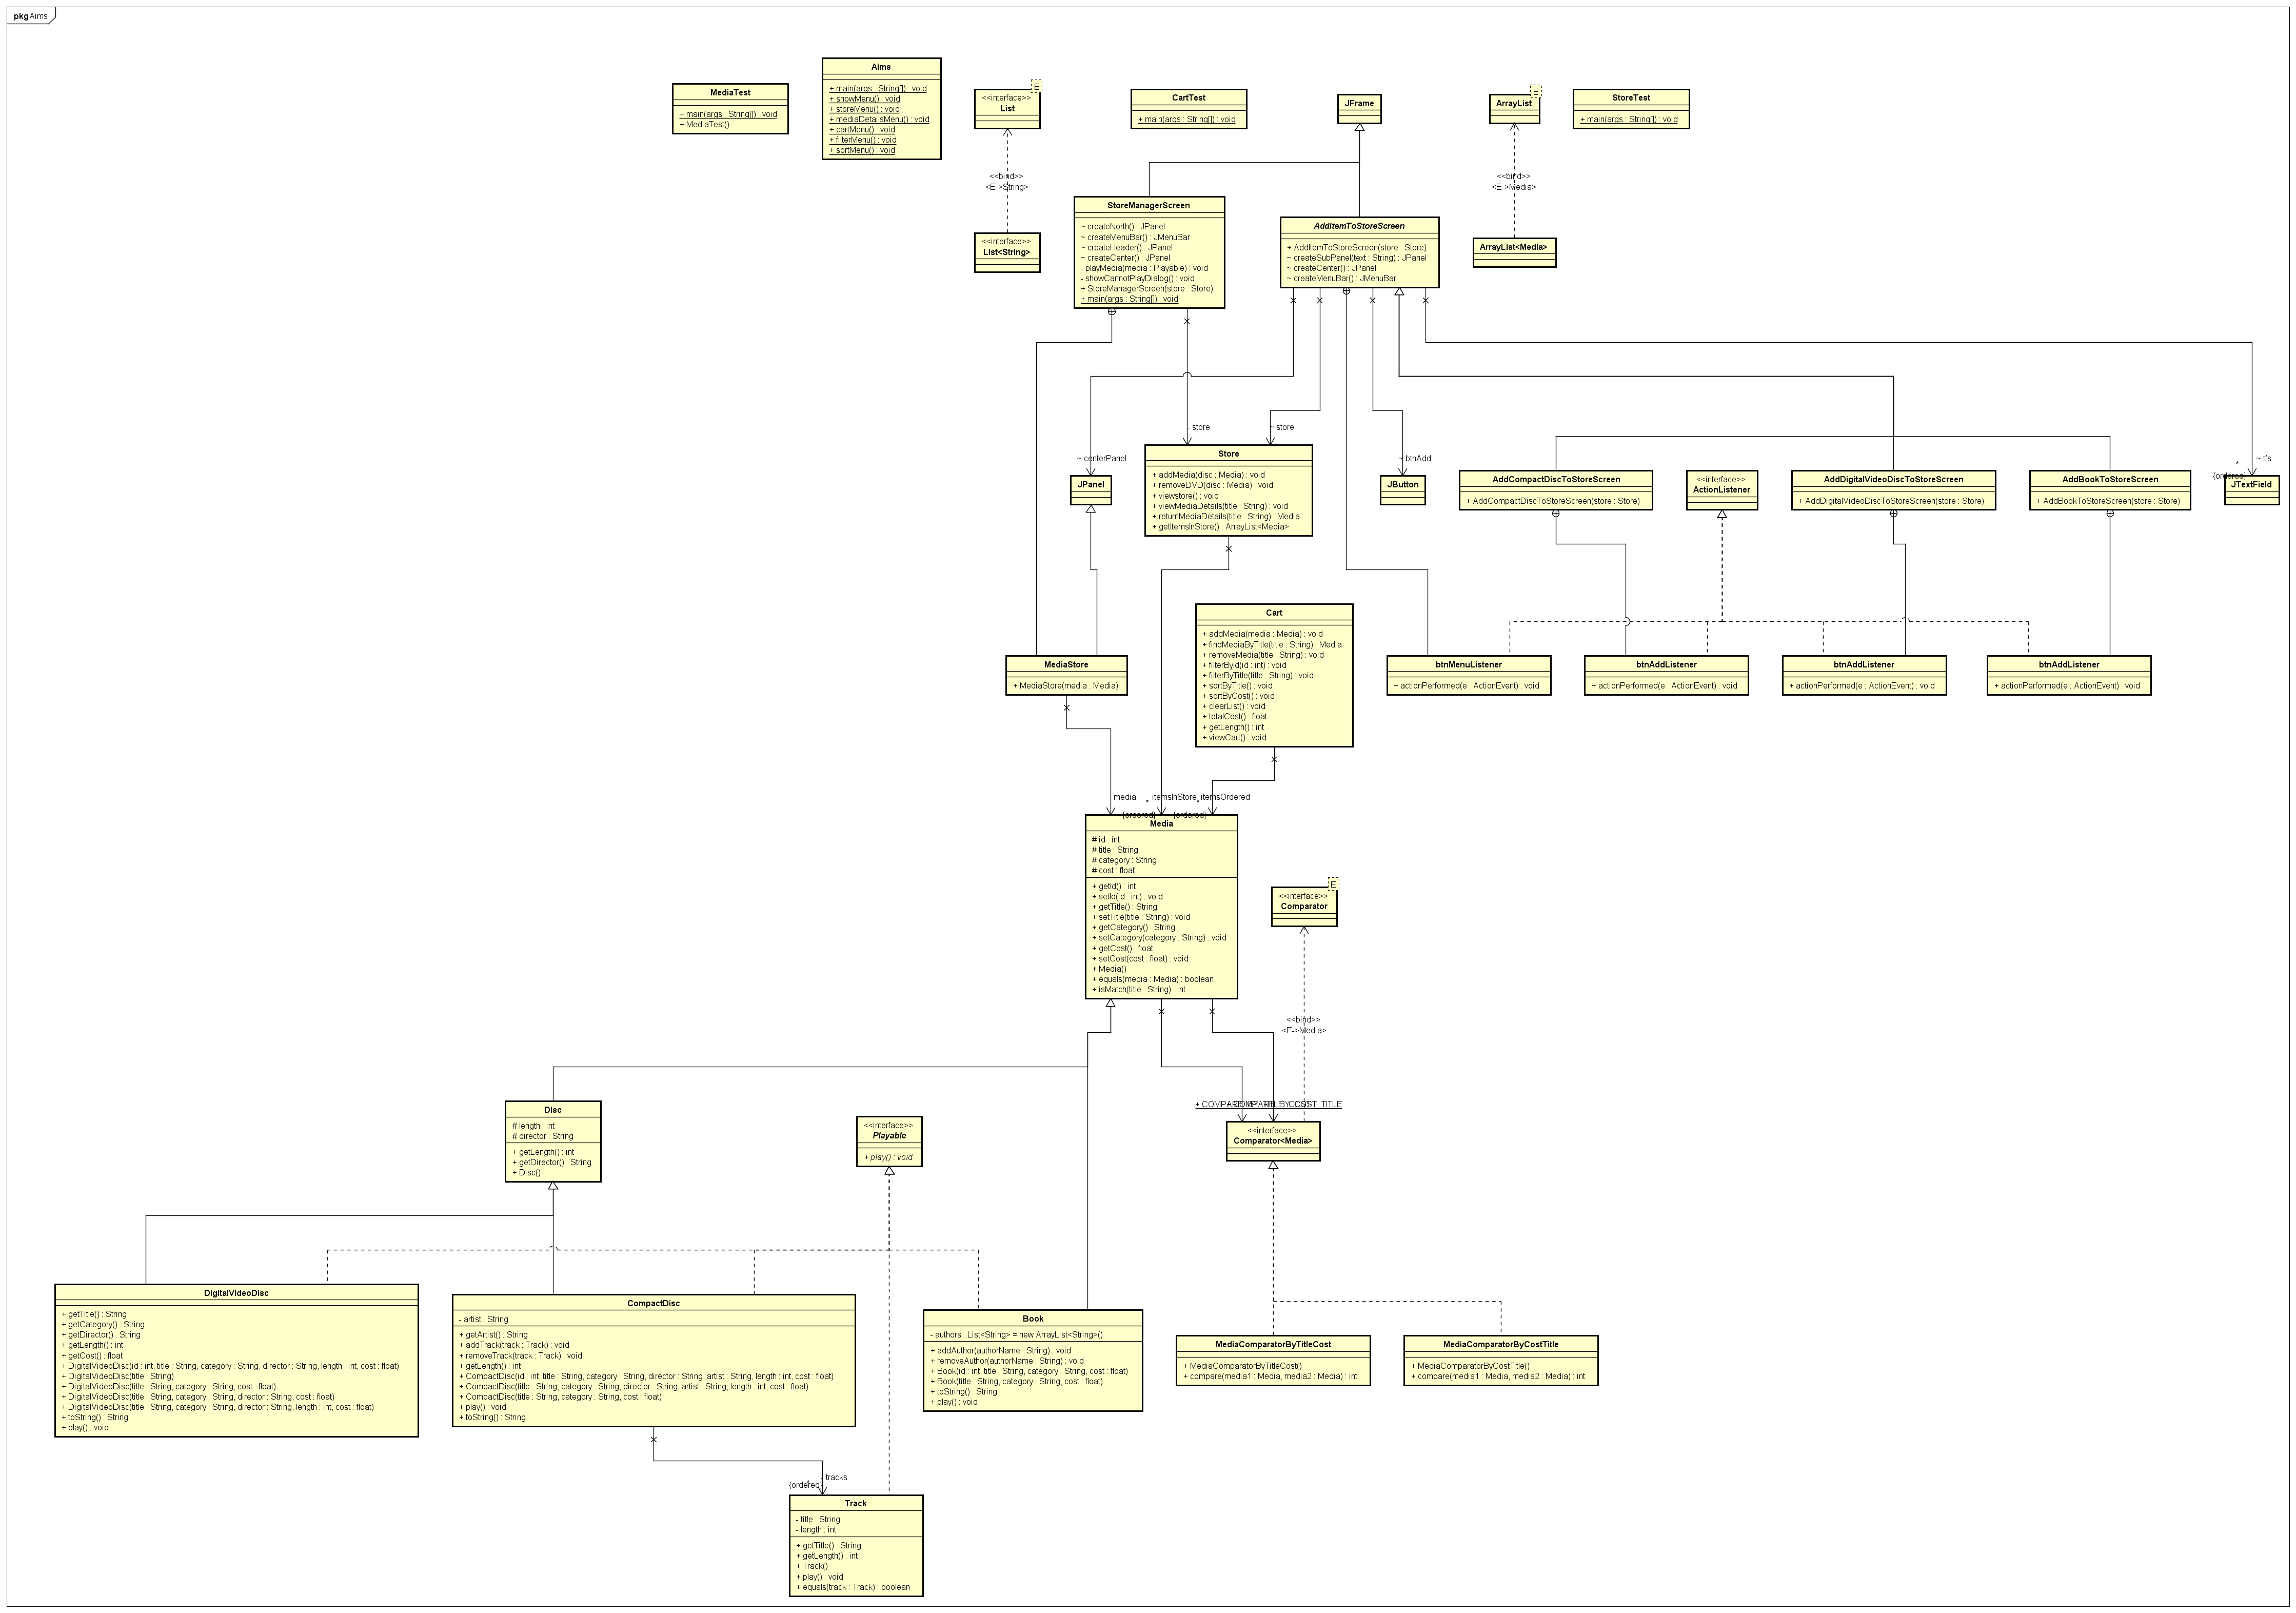 pkg Aims
MediaTest
+ main(args : String[]) : void
+ MediaTest()
Aims
+ main(args : String[]) : void
+ showMenu() : void
+ storeMenu() : void
+ mediaDetailsMenu() : void
+ cartMenu() : void
+ filterMenu() : void
+ sortMenu() : void
E
<<interface>>
List
<<bind>>
<E->String>
<<interface>>
List<String>
CartTest
+ main(args : String[]) : void
JFrame
E
ArrayList
<<bind>>
<E->Media>
ArrayList<Media>
StoreTest
+ main(args : String[]) : void
StoreManagerScreen
~ createNorth() : JPanel
~ createMenuBar() : JMenuBar
~ createHeader() : JPanel
~ createCenter() : JPanel
- playMedia(media : Playable) : void
- showCannotPlayDialog() : void
+ StoreManagerScreen(store : Store)
+ main(args : String[]) : void
AddItemToStoreScreen
+ AddItemToStoreScreen(store : Store)
~ createSubPanel(text : String) : JPanel
~ createCenter() : JPanel
~ createMenuBar() : JMenuBar
- store
~ store
~ centerPanel
~ btnAdd
~ tfs
*
{ordered}
JPanel
Store
+ addMedia(disc : Media) : void
+ removeDVD(disc : Media) : void
+ viewstore() : void
+ viewMediaDetails(title : String) : void
+ returnMediaDetails(title : String) : Media
+ getItemsInStore() : ArrayList<Media>
JButton
AddCompactDiscToStoreScreen
+ AddCompactDiscToStoreScreen(store : Store)
<<interface>>
ActionListener
AddDigitalVideoDiscToStoreScreen
+ AddDigitalVideoDiscToStoreScreen(store : Store)
AddBookToStoreScreen
+ AddBookToStoreScreen(store : Store)
JTextField
Cart
+ addMedia(media : Media) : void
+ findMediaByTitle(title : String) : Media
+ removeMedia(title : String) : void
+ filterById(id : int) : void
+ filterByTitle(title : String) : void
+ sortByTitle() : void
+ sortByCost() : void
+ clearList() : void
+ totalCost() : float
+ getLength() : int
+ viewCart() : void
MediaStore
+ MediaStore(media : Media)
btnMenuListener
+ actionPerformed(e : ActionEvent) : void
btnAddListener
+ actionPerformed(e : ActionEvent) : void
btnAddListener
+ actionPerformed(e : ActionEvent) : void
btnAddListener
+ actionPerformed(e : ActionEvent) : void
- media
*
- itemsInStore
*
- itemsOrdered
{ordered}
{ordered}
Media
# id : int
# title : String
# category : String
# cost : float
+ getId() : int
+ setId(id : int) : void
+ getTitle() : String
+ setTitle(title : String) : void
+ getCategory() : String
+ setCategory(category : String) : void
+ getCost() : float
+ setCost(cost : float) : void
+ Media()
+ equals(media : Media) : boolean
+ isMatch(title : String) : int
E
<<interface>>
Comparator
<<bind>>
<E->Media>
<<interface>>
Comparator<Media>
Disc
# length : int
# director : String
+ getLength() : int
+ getDirector() : String
+ Disc()
<<interface>>
Playable
+ play() : void
DigitalVideoDisc
+ getTitle() : String
+ getCategory() : String
+ getDirector() : String
+ getLength() : int
+ getCost() : float
+ DigitalVideoDisc(id : int, title : String, category : String, director : String, length : int, cost : float)
+ DigitalVideoDisc(title : String)
+ DigitalVideoDisc(title : String, category : String, cost : float)
+ DigitalVideoDisc(title : String, category : String, director : String, cost : float)
+ DigitalVideoDisc(title : String, category : String, director : String, length : int, cost : float)
+ toString() : String
+ play() : void
CompactDisc
- artist : String
+ getArtist() : String
+ addTrack(track : Track) : void
+ removeTrack(track : Track) : void
+ getLength() : int
+ CompactDisc(id : int, title : String, category : String, director : String, artist : String, length : int, cost : float)
+ CompactDisc(title : String, category : String, director : String, artist : String, length : int, cost : float)
+ CompactDisc(title : String, category : String, cost : float)
+ play() : void
+ toString() : String
Book
- authors : List<String> = new ArrayList<String>()
+ addAuthor(authorName : String) : void
+ removeAuthor(authorName : String) : void
+ Book(id : int, title : String, category : String, cost : float)
+ Book(title : String, category : String, cost : float)
+ toString() : String
+ play() : void
MediaComparatorByTitleCost
+ MediaComparatorByTitleCost()
+ compare(media1 : Media, media2 : Media) : int
MediaComparatorByCostTitle
+ MediaComparatorByCostTitle()
+ compare(media1 : Media, media2 : Media) : int
*
- tracks
{ordered}
Track
- title : String
- length : int
+ getTitle() : String
+ getLength() : int
+ Track()
+ play() : void
+ equals(track : Track) : boolean